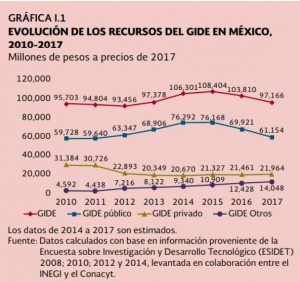 GRÁFICA I.1
EVOLUCIÓN DE LOS RECURSOS DEL GIDE EN MÉXICO,
2010-2017
Millones de pesos a precios de 2017
120,000
100,000
80,000
60,000
40,000
20,000
0
95,703 94,804 93,456 97,378 106,301 108,404 103,810 97,166
59,728 59,640 63,347 68,906 76,292 76,168 69,921 61,154
31,384 30,726 22,893 20,349 20,670 21,327 21,461 21,964
4,592 4,438 7,216 8,122 9,340 10,909 12,428 14,048
2010 2011 2012 2013 2014 2015 2016 2017
GIDE GIDE público GIDE privado GIDE Otros
Los datos de 2014 a 2017 son estimados.
Fuente: Datos calculados con base en información proveniente de la
Encuesta sobre Investigación y Desarrollo Tecnológico (ESIDET)
2008; 2010; 2012 y 2014, levantada en colaboración entre el
INEGI y el Conacyt.